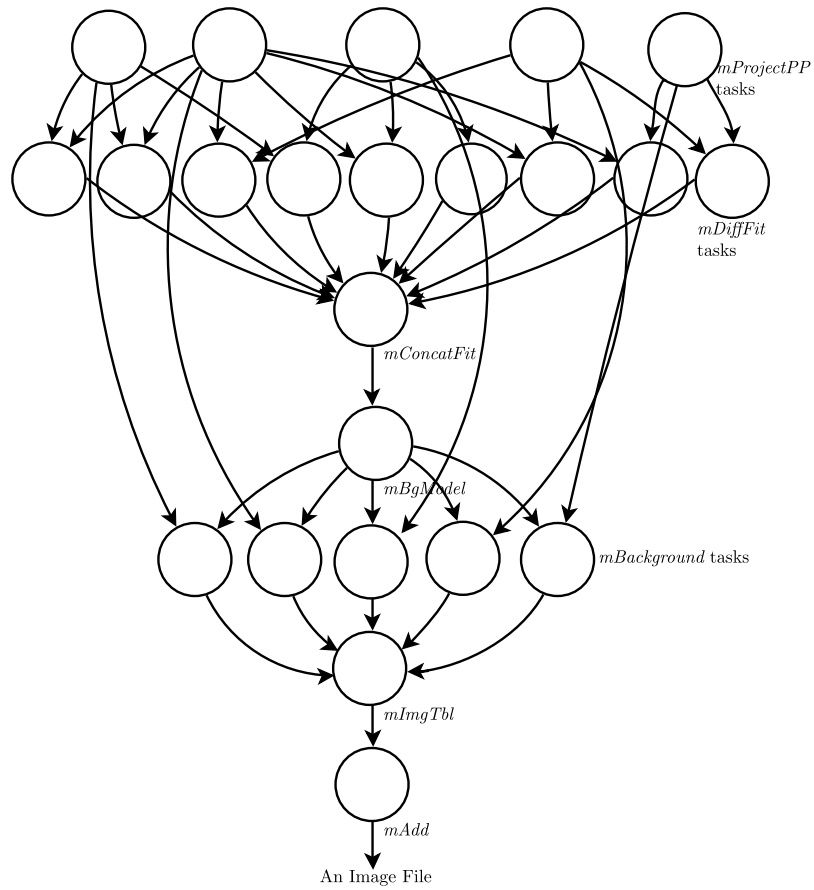 mProjectPP
tasks
mDiffFit
tasks
mConcatFit
mBgModel
mBackground tasks
mImgTbl
mAdd
An Image File